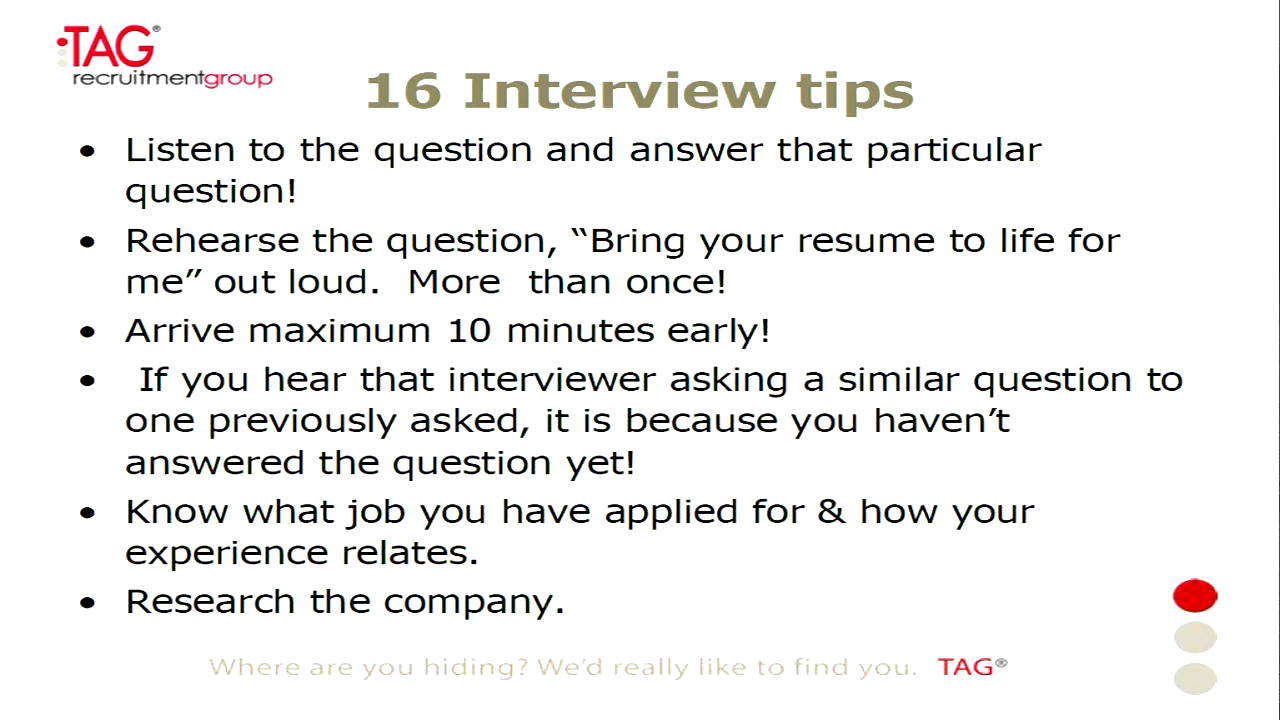 TAG®
recruitmentgroup
16 Interview tips
• Listen to the question and answer that particular
question!
• Rehearse the question, “Bring your resume to life for
me” out loud.  More  than once!
• Arrive maximum 10 minutes early!
•  If you hear that interviewer asking a similar question to
one previously asked, it is because you haven’t
answered the question yet!
• Know what job you have applied for & how your
experience relates.
• Research the company.
Where are you hiding? We’d really like to find you. TAG®